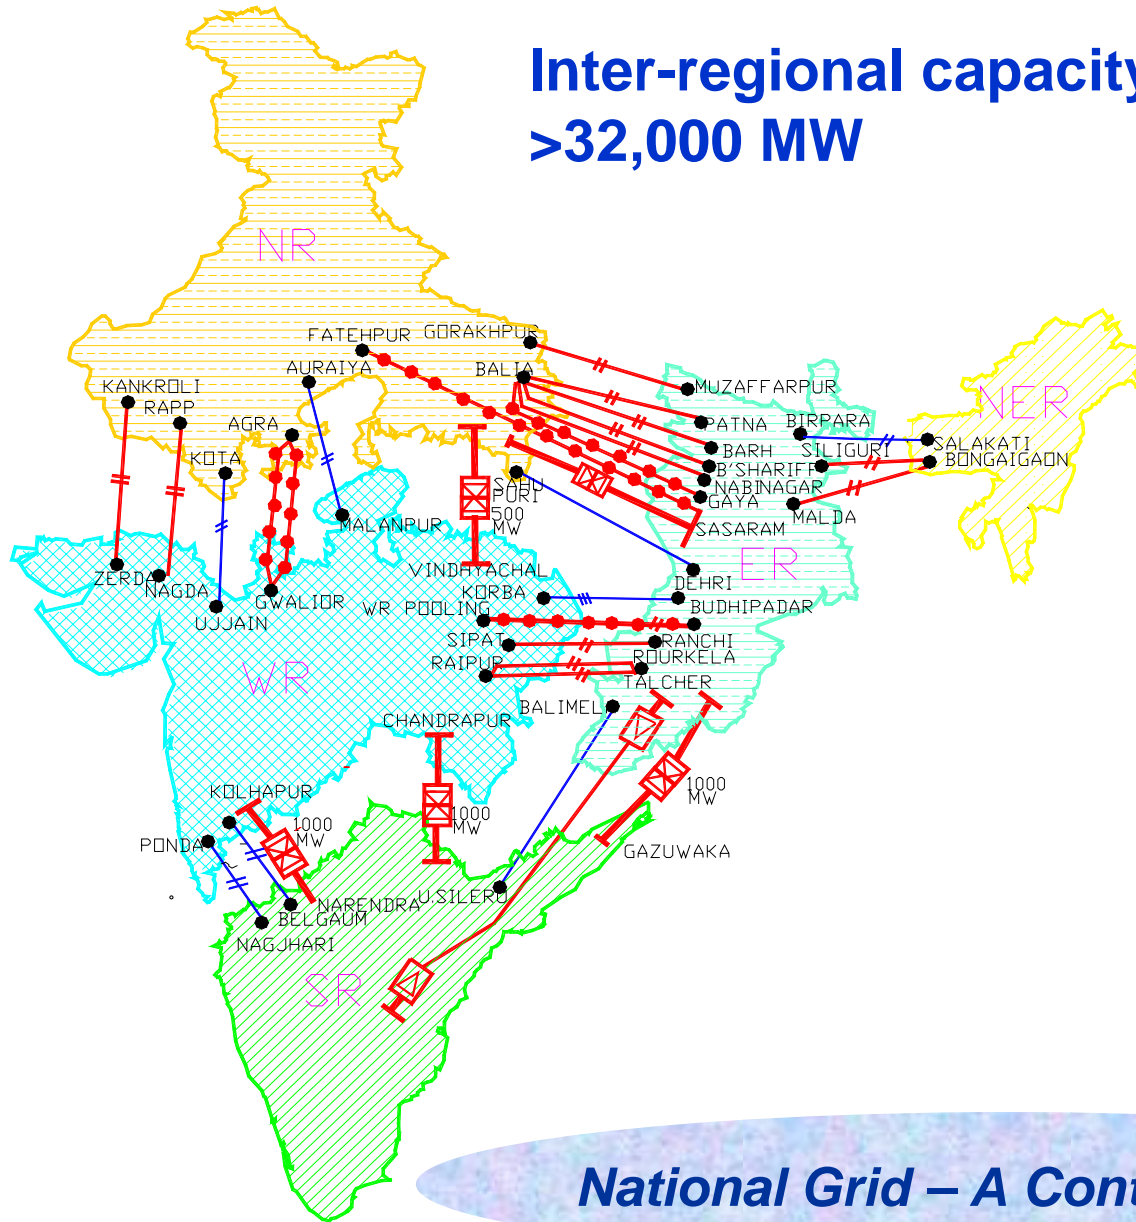 Inter-regional capacity
>32,000 MW
NR
FATEHPUR
GORAKHPUR
AURAIYA
BALIA
KANKROLI
RAPP
AGRA
KOTA
MUZAFFARPUR
PATNA
BIRPARA
NER
SALAKATI
BARH
SILIGURI
BONGAIGAON
B'SHARIFF
NABINAGAR
GAYA
MALDA
SAHU
PURI
500
MW
SASARAM
MALANPUR
ZERDA
NAGDA
UJJAIN
GWALIOR
VINDHYACHAL
ER
DEHRI
KORBA
WR POOLING
BUDHIPADAR
SIPAT
RANCHI
RAIPUR
ROURKELA
WR
TALCHER
BALIMELA
CHANDRAPUR
KOLHAPUR
1000
MW
1000
MW
1000
MW
PONDA
GAZUWAKA
U.SILERU
NARENDRA
BELGAUM
NAGJHARI
SR
National Grid – A Cont